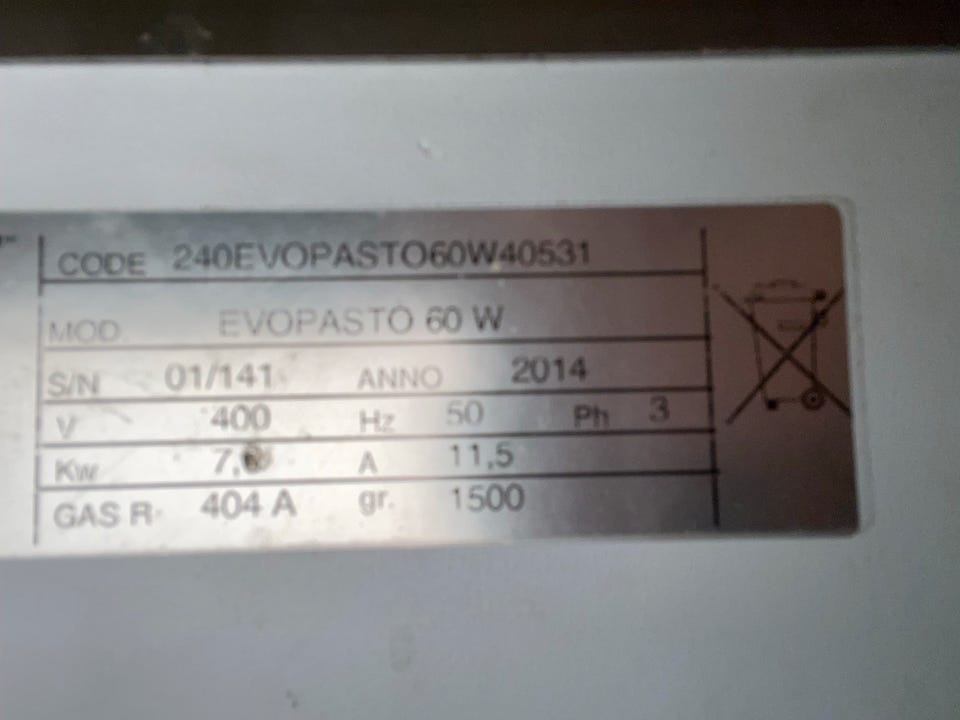 CODE 240EVOPASTO60W40531
MOD. EVOPASTO 60 W
S/N 01/141 ANNO 2014
V 400 Hz 50 Ph 3
Kw A 11,5
GAS R 404 A gr. 1500